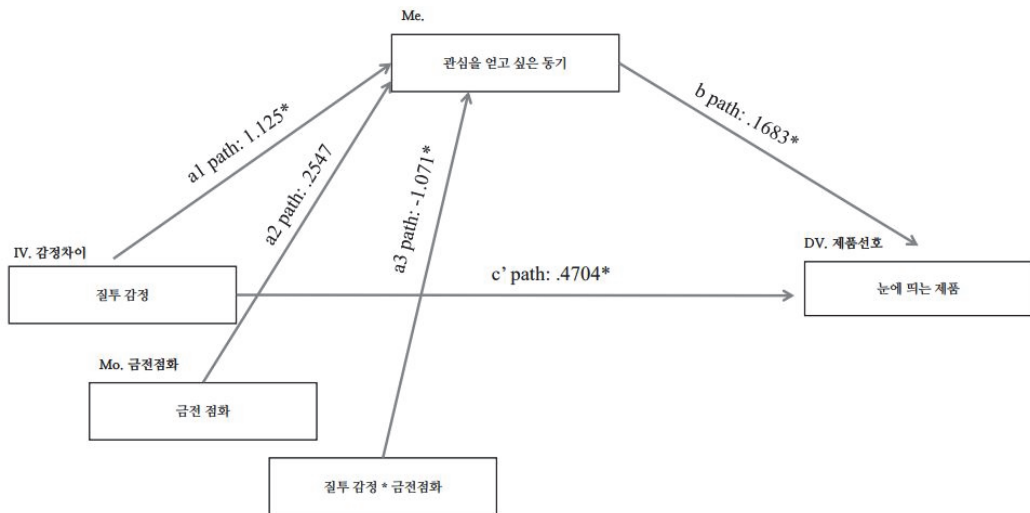 Me.
관심을 얻고 싶은 동기
a1 path: 1.125*
a2 path: .2547
a3 path: -1.071*
b path: .1683*
IV. 감정차이
질투 감정
c' path: .4704*
DV. 제품선호
눈에 띄는 제품
Mo. 금전점화
금전 점화
질투 감정 * 금전점화